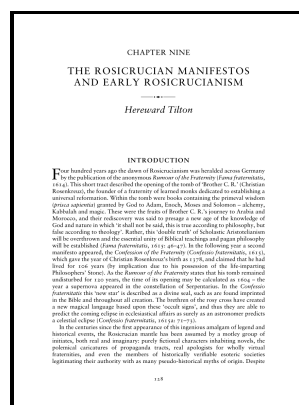 CHAPTER NINE
THE ROSICRUCIAN MANIFESTOS
AND EARLY ROSICRUCIANISM
Hereward Tilton
INTRODUCTION
Four hundred years ago the dawn of Rosicrucianism was heralded across Germany
by the publication of the anonymous Rumour of the Fraternity (Fama Fraternitatis,
1614). This short tract described the opening of the tomb of ‘Brother C. R.’ (Christian
Rosenkreuz), the founder of a fraternity of learned monks dedicated to establishing a
universal reformation. Within the tomb were books containing the primeval wisdom
(prisca sapientia) granted by God to Adam, Enoch, Moses and Solomon – alchemy,
Kabbalah and magic. These were the fruits of Brother C. R.’s journey to Arabia and
Morocco, and their rediscovery was said to presage a new age of the knowledge of
God and nature in which ‘it shall not be said, this is true according to philosophy, but
false according to theology’. Rather, this ‘double truth’ of Scholastic Aristotelianism
will be overthrown and the essential unity of Biblical teachings and pagan philosophy
will be established (Fama fraternitatis, 1615: 46–47). In the following year a second
manifesto appeared, the Confession of the Fraternity (Confessio fraternitatis, 1615),
which gave the year of Christian Rosenkreuz’s birth as 1378, and claimed that he had
lived for 106 years (by implication due to his possession of the life-imparting
Philosophers’ Stone). As the Rumour of the Fraternity states that his tomb remained
undisturbed for 120 years, the time of its opening may be calculated as 1604 – the
year a supernova appeared in the constellation of Serpentarius. In the Confessio
fraternitatis this ‘new star’ is described as a divine seal, such as are found imprinted
in the Bible and throughout all creation. The brethren of the rosy cross have created
a new magical language based upon these ‘occult signs’, and thus they are able to
predict the coming eclipse in ecclesiastical affairs as surely as an astronomer predicts
a celestial eclipse (Confessio fraternitatis, 1615a: 71–73).
In the centuries since the first appearance of this ingenious amalgam of legend and
historical events, the Rosicrucian mantle has been assumed by a motley group of
initiates, both real and imaginary: purely fictional characters inhabiting novels, the
polemical caricatures of propaganda tracts, real apologists for wholly virtual
fraternities, and even the members of historically verifiable esoteric societies
legitimating their authority with as many pseudo-historical myths of origin. Despite
128